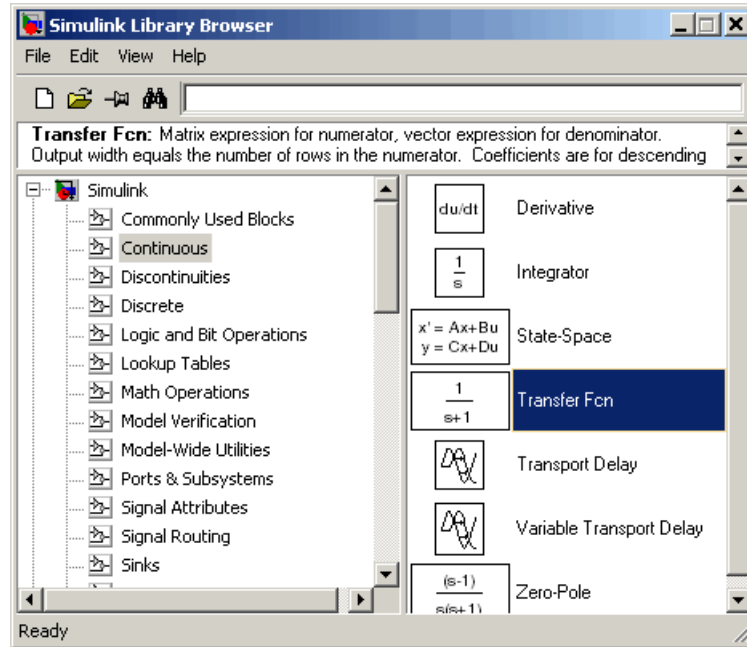 Simulink Library Browser
File Edit View Help
Transfer Fcn: Matrix expression for numerator, vector expression for denominator.
Output width equals the number of rows in the numerator. Coefficients are for descending
Simulink
Commonly Used Blocks
Continuous
Discontinuities
Discrete
Logic and Bit Operations
Lookup Tables
Math Operations
Model Verification
Model-Wide Utilities
Ports & Subsystems
Signal Attributes
Signal Routing
Sinks
du/dt Derivative
1
s
Integrator
x' = Ax+Bu
y = Cx+Du
State-Space
1
s+1
Transfer Fcn
Transport Delay
Variable Transport Delay
(s-1)
s(s+1)
Zero-Pole
Ready